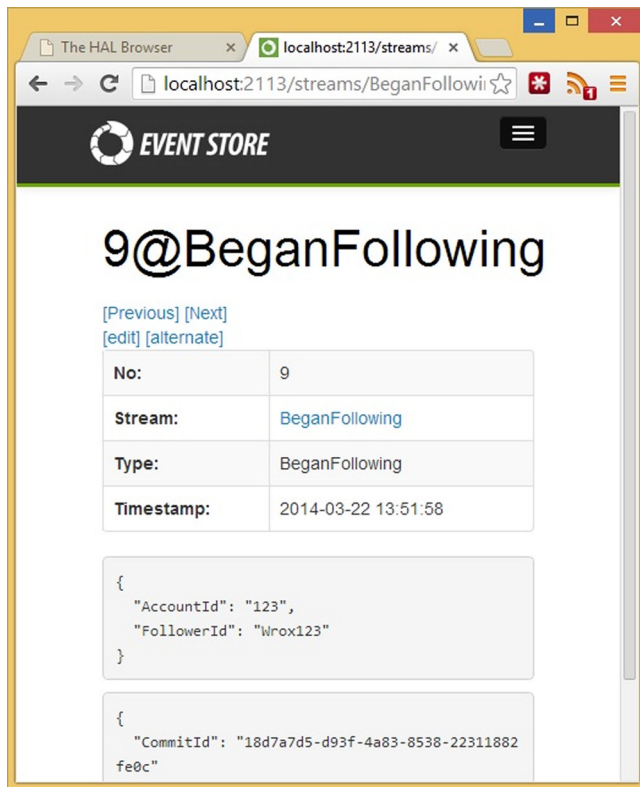 The HAL Browser
localhost:2113/streams/
localhost:2113/streams/BeganFollowi
1
EVENT STORE
9@BeganFollowing
[Previous] [Next]
[edit] [alternate]
No: 9
Stream: BeganFollowing
Type: BeganFollowing
Timestamp: 2014-03-22 13:51:58
{
"AccountId": "123",
"FollowerId": "Wrox123"
}
{
"CommitId": "18d7a7d5-d93f-4a83-8538-22311882
fe0c"